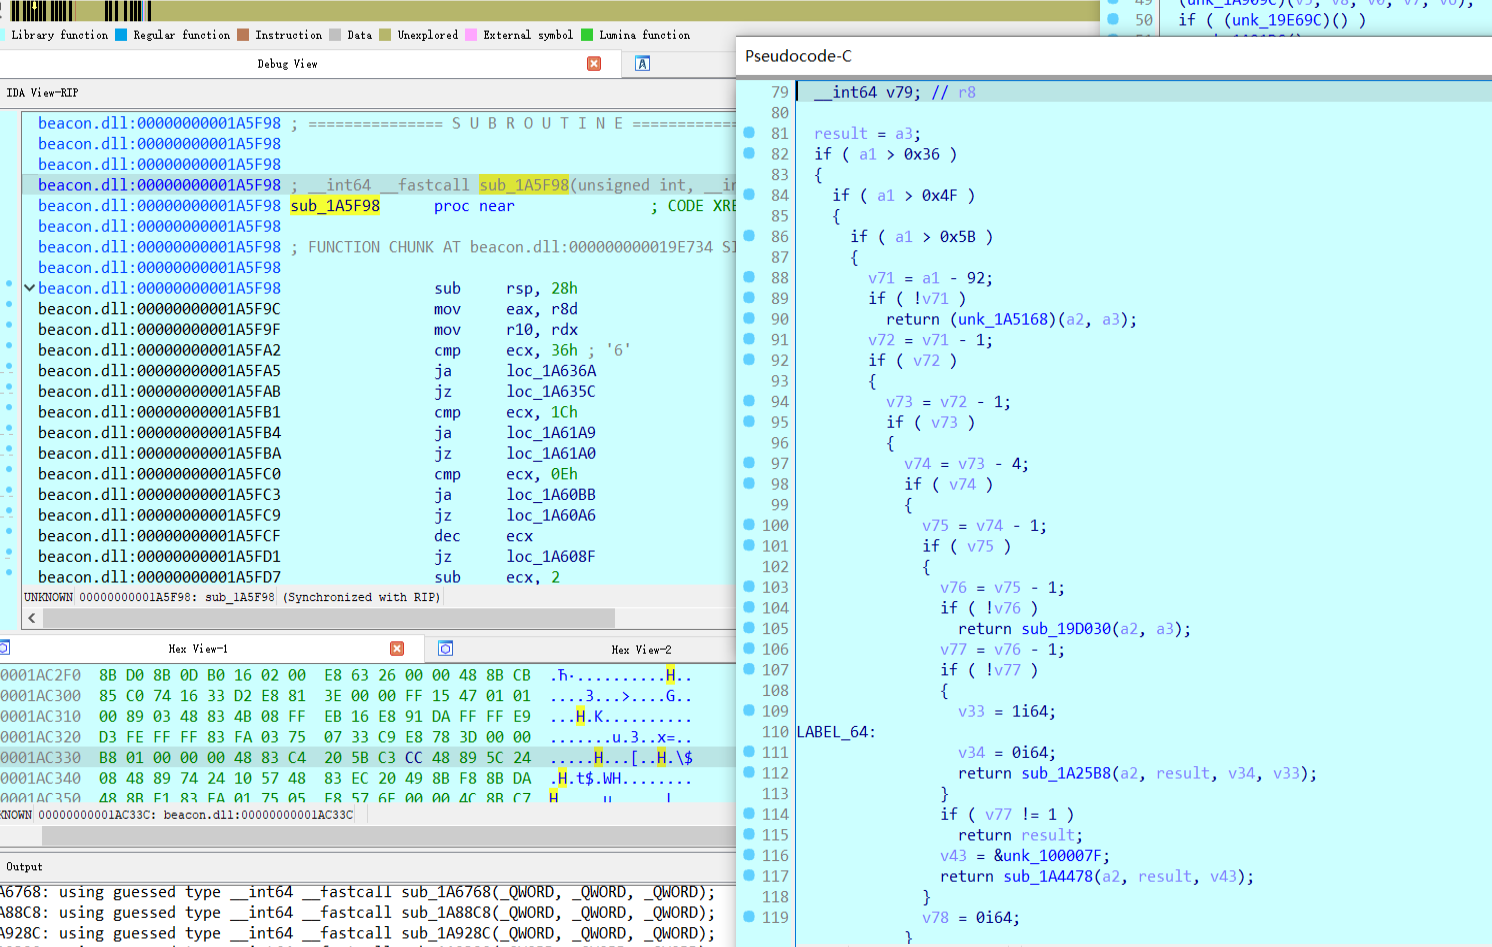 Library function Regular function Instruction Data Unexplored External symbol Lumina function
Debug View
IDA View-RIP
beacon.dll:00000000001A5F98 ; =============== S U B R O U T I N E ============
beacon.dll:00000000001A5F98
beacon.dll:00000000001A5F98
beacon.dll:00000000001A5F98 ; __int64 __fastcall sub_1A5F98(unsigned int, __in
beacon.dll:00000000001A5F98 sub_1A5F98 proc near ; CODE XRE
beacon.dll:00000000001A5F98
beacon.dll:00000000001A5F98 ; FUNCTION CHUNK AT beacon.dll:000000000019E734 SI
beacon.dll:00000000001A5F98
beacon.dll:00000000001A5F98 sub rsp, 28h
beacon.dll:00000000001A5F9C mov eax, r8d
beacon.dll:00000000001A5F9F mov r10, rdx
beacon.dll:00000000001A5FA2 cmp ecx, 36h ; '6'
beacon.dll:00000000001A5FA5 ja loc_1A636A
beacon.dll:00000000001A5FAB jz loc_1A635C
beacon.dll:00000000001A5FB1 cmp ecx, 1Ch
beacon.dll:00000000001A5FB4 ja loc_1A61A9
beacon.dll:00000000001A5FBA jz loc_1A61A0
beacon.dll:00000000001A5FC0 cmp ecx, 0Eh
beacon.dll:00000000001A5FC3 ja loc_1A60BB
beacon.dll:00000000001A5FC9 jz loc_1A60A6
beacon.dll:00000000001A5FCF dec ecx
beacon.dll:00000000001A5FD1 jz loc_1A608F
beacon.dll:00000000001A5FD7 sub ecx, 2
UNKNOWN 00000000001A5F98: sub_1A5F98 (Synchronized with RIP)
Hex View-1
Hex View-2
0001AC2F0 8B D0 8B 0D B0 16 02 00 E8 63 26 00 00 48 8B CB .Ћ·..........H..
0001AC300 85 C0 74 16 33 D2 E8 81 3E 00 00 FF 15 47 01 01 ....3...>....G..
0001AC310 00 89 03 48 83 4B 08 FF EB 16 E8 91 DA FF FF E9 ...H.K..........
0001AC320 D3 FE FF FF 83 FA 03 75 07 33 C9 E8 78 3D 00 00 .......u.3..x=..
0001AC330 B8 01 00 00 00 48 83 C4 20 5B C3 CC 48 89 5C 24 .....H...[..H.\$
0001AC340 08 48 89 74 24 10 57 48 83 EC 20 49 8B F8 8B DA .H.t$.WH........
0001AC350 48 8B F1 83 FA 01 75 05 E8 57 6F 00 00 4C 8B C7
KNOWN 00000000001AC33C: beacon.dll:00000000001AC33C
Output
A6768: using guessed type __int64 __fastcall sub_1A6768(_QWORD, _QWORD, _QWORD);
A88C8: using guessed type __int64 __fastcall sub_1A88C8(_QWORD, _QWORD, _QWORD);
A928C: using guessed type __int64 __fastcall sub_1A928C(_QWORD, _QWORD, _QWORD);
50 if ( (unk_19E69C)() )
Pseudocode-C
79 __int64 v79; // r8
80
81 result = a3;
82 if ( a1 > 0x36 )
83 {
84 if ( a1 > 0x4F )
85 {
86 if ( a1 > 0x5B )
87 {
88 v71 = a1 - 92;
89 if ( !v71 )
90 return (unk_1A5168)(a2, a3);
91 v72 = v71 - 1;
92 if ( v72 )
93 {
94 v73 = v72 - 1;
95 if ( v73 )
96 {
97 v74 = v73 - 4;
98 if ( v74 )
99 {
100 v75 = v74 - 1;
101 if ( v75 )
102 {
103 v76 = v75 - 1;
104 if ( !v76 )
105 return sub_19D030(a2, a3);
106 v77 = v76 - 1;
107 if ( !v77 )
108 {
109 v33 = 1i64;
110 LABEL_64:
111 v34 = 0i64;
112 return sub_1A25B8(a2, result, v34, v33);
113 }
114 if ( v77 != 1 )
115 return result;
116 v43 = &unk_100007F;
117 return sub_1A4478(a2, result, v43);
118 }
119 v78 = 0i64;
}